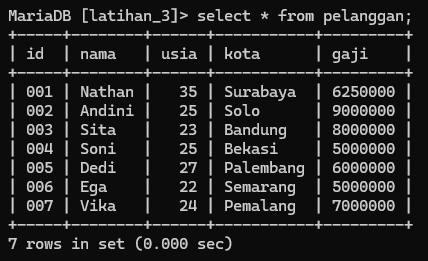 MariaDB [latihan_3]> select * from pelanggan;
+-----+--------+------+-----------+---------+
| id  | nama   | usia | kota      | gaji    |
+-----+--------+------+-----------+---------+
| 001 | Nathan |   35 | Surabaya  | 6250000 |
| 002 | Andini |   25 | Solo      | 9000000 |
| 003 | Sita   |   23 | Bandung   | 8000000 |
| 004 | Soni   |   25 | Bekasi    | 5000000 |
| 005 | Dedi   |   27 | Palembang | 6000000 |
| 006 | Ega    |   22 | Semarang  | 5000000 |
| 007 | Vika   |   24 | Pemalang  | 7000000 |
+-----+--------+------+-----------+---------+
7 rows in set (0.000 sec)